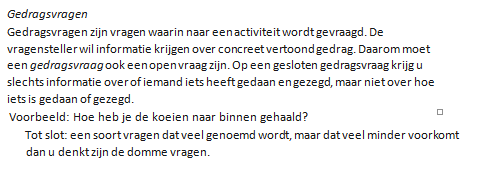 Gedragsvragen
Gedragsvragen zijn vragen waarin naar een activiteit wordt gevraagd. De
vragensteller wil informatie krijgen over concreet vertoond gedrag. Daarom moet
een gedragsvraag ook een open vraag zijn. Op een gesloten gedragsvraag krijg u
slechts informatie over of iemand iets heeft gedaan en gezegd, maar niet over hoe
iets is gedaan of gezegd.
Voorbeeld: Hoe heb je de koeien naar binnen gehaald?
Tot slot: een soort vragen dat veel genoemd wordt, maar dat veel minder voorkomt
dan u denkt zijn de domme vragen.